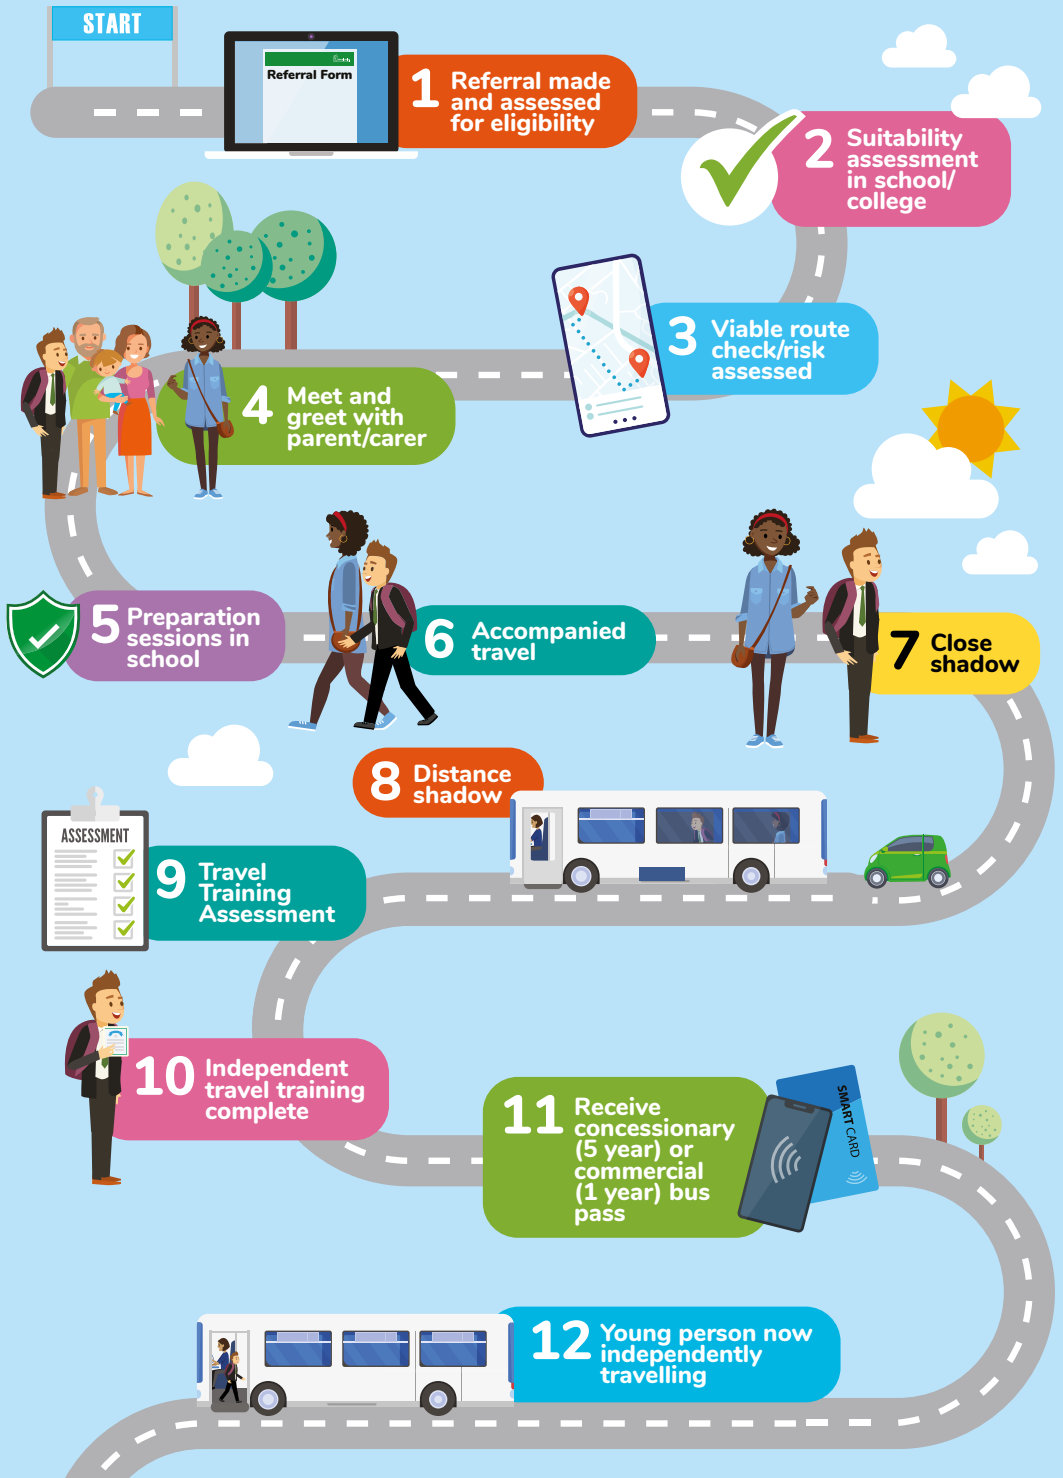 START
Referral Form
1 Referral made
and assessed
for eligibility
2 Suitability
assessment
in school/
college
3 Viable route
check/risk
assessed
4 Meet and
greet with
parent/carer
5 Preparation
sessions in
school
6 Accompanied
travel
7 Close
shadow
8 Distance
shadow
ASSESSMENT
9 Travel
Training
Assessment
10 Independent
travel training
complete
11 Receive
concessionary
(5 year) or
commercial
(1 year) bus
pass
SMART CARD
12 Young person now
independently
travelling